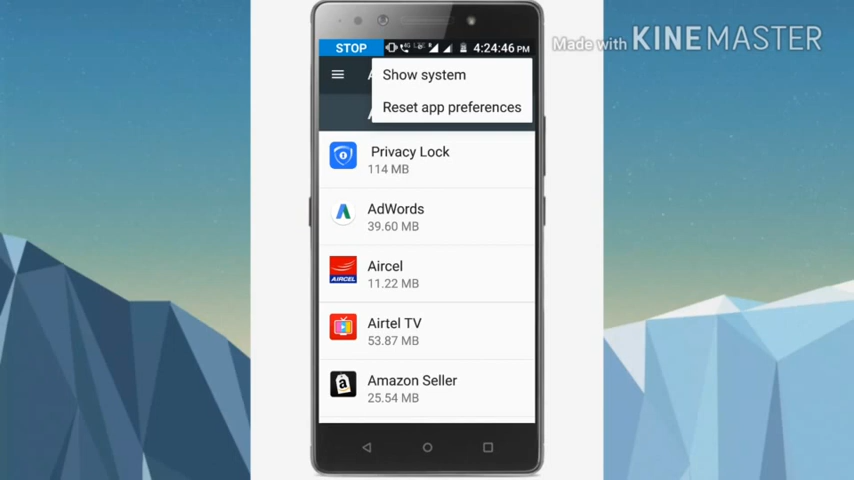 STOP
4:24:46 PM
Made with KINEMASTER
Show system
Reset app preferences
Privacy Lock
114 MB
AdWords
39.60 MB
Aircel
11.22 MB
AIRCEL
Airtel TV
53.87 MB
Amazon Seller
25.54 MB